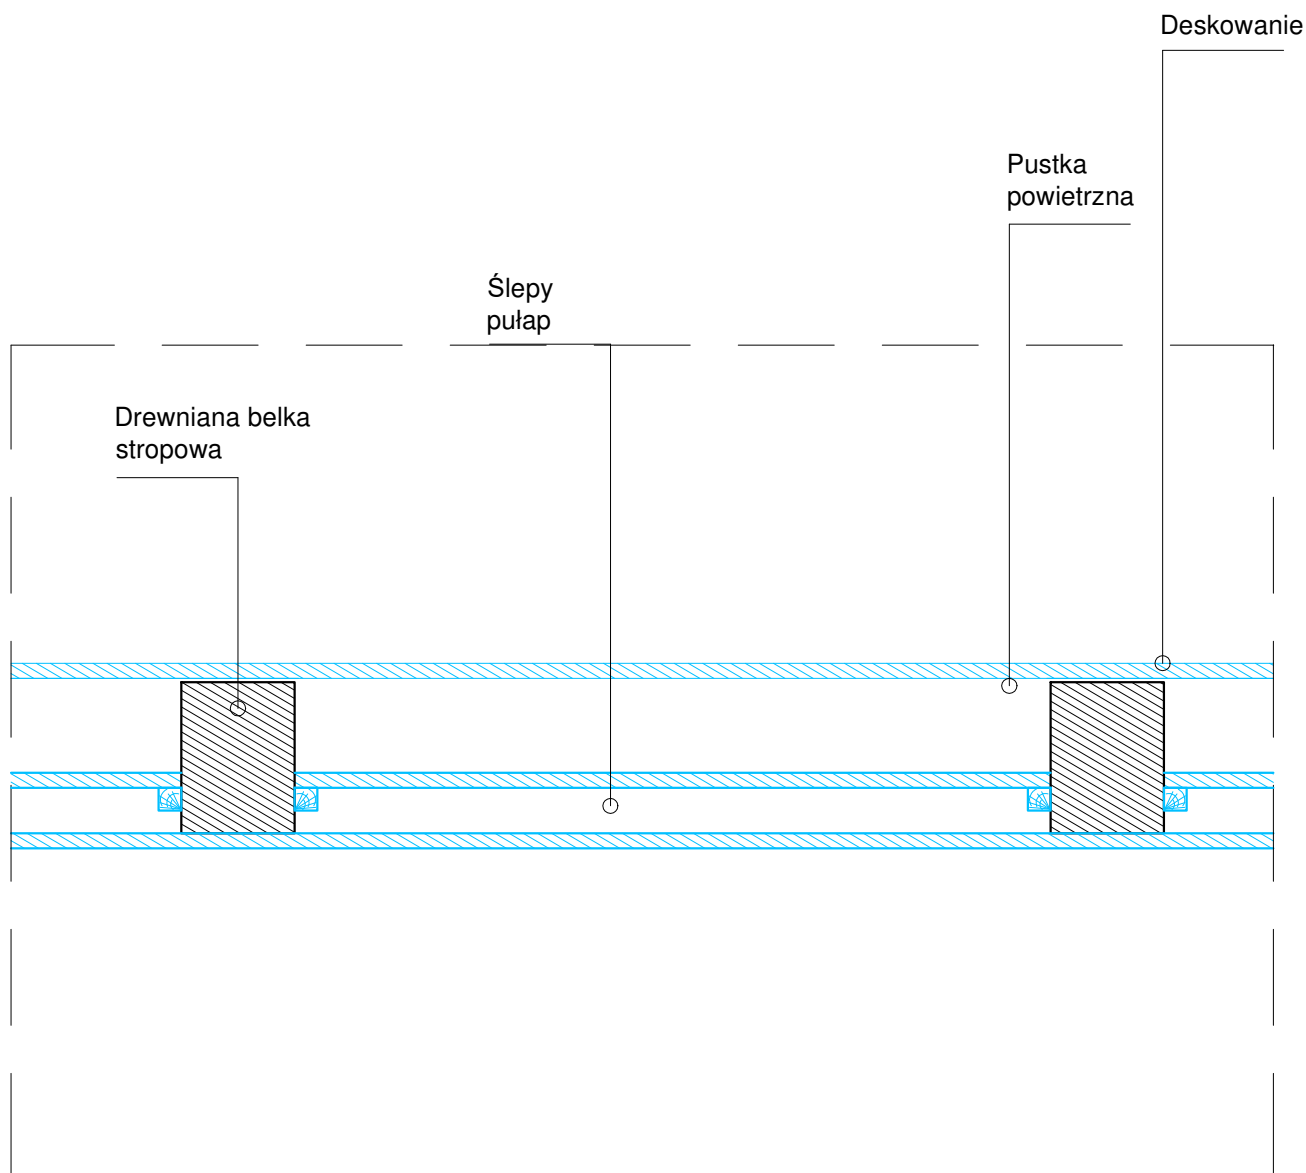 Deskowanie
Pustka
powietrzna
Ślepy
pułap
Drewniana belka
stropowa